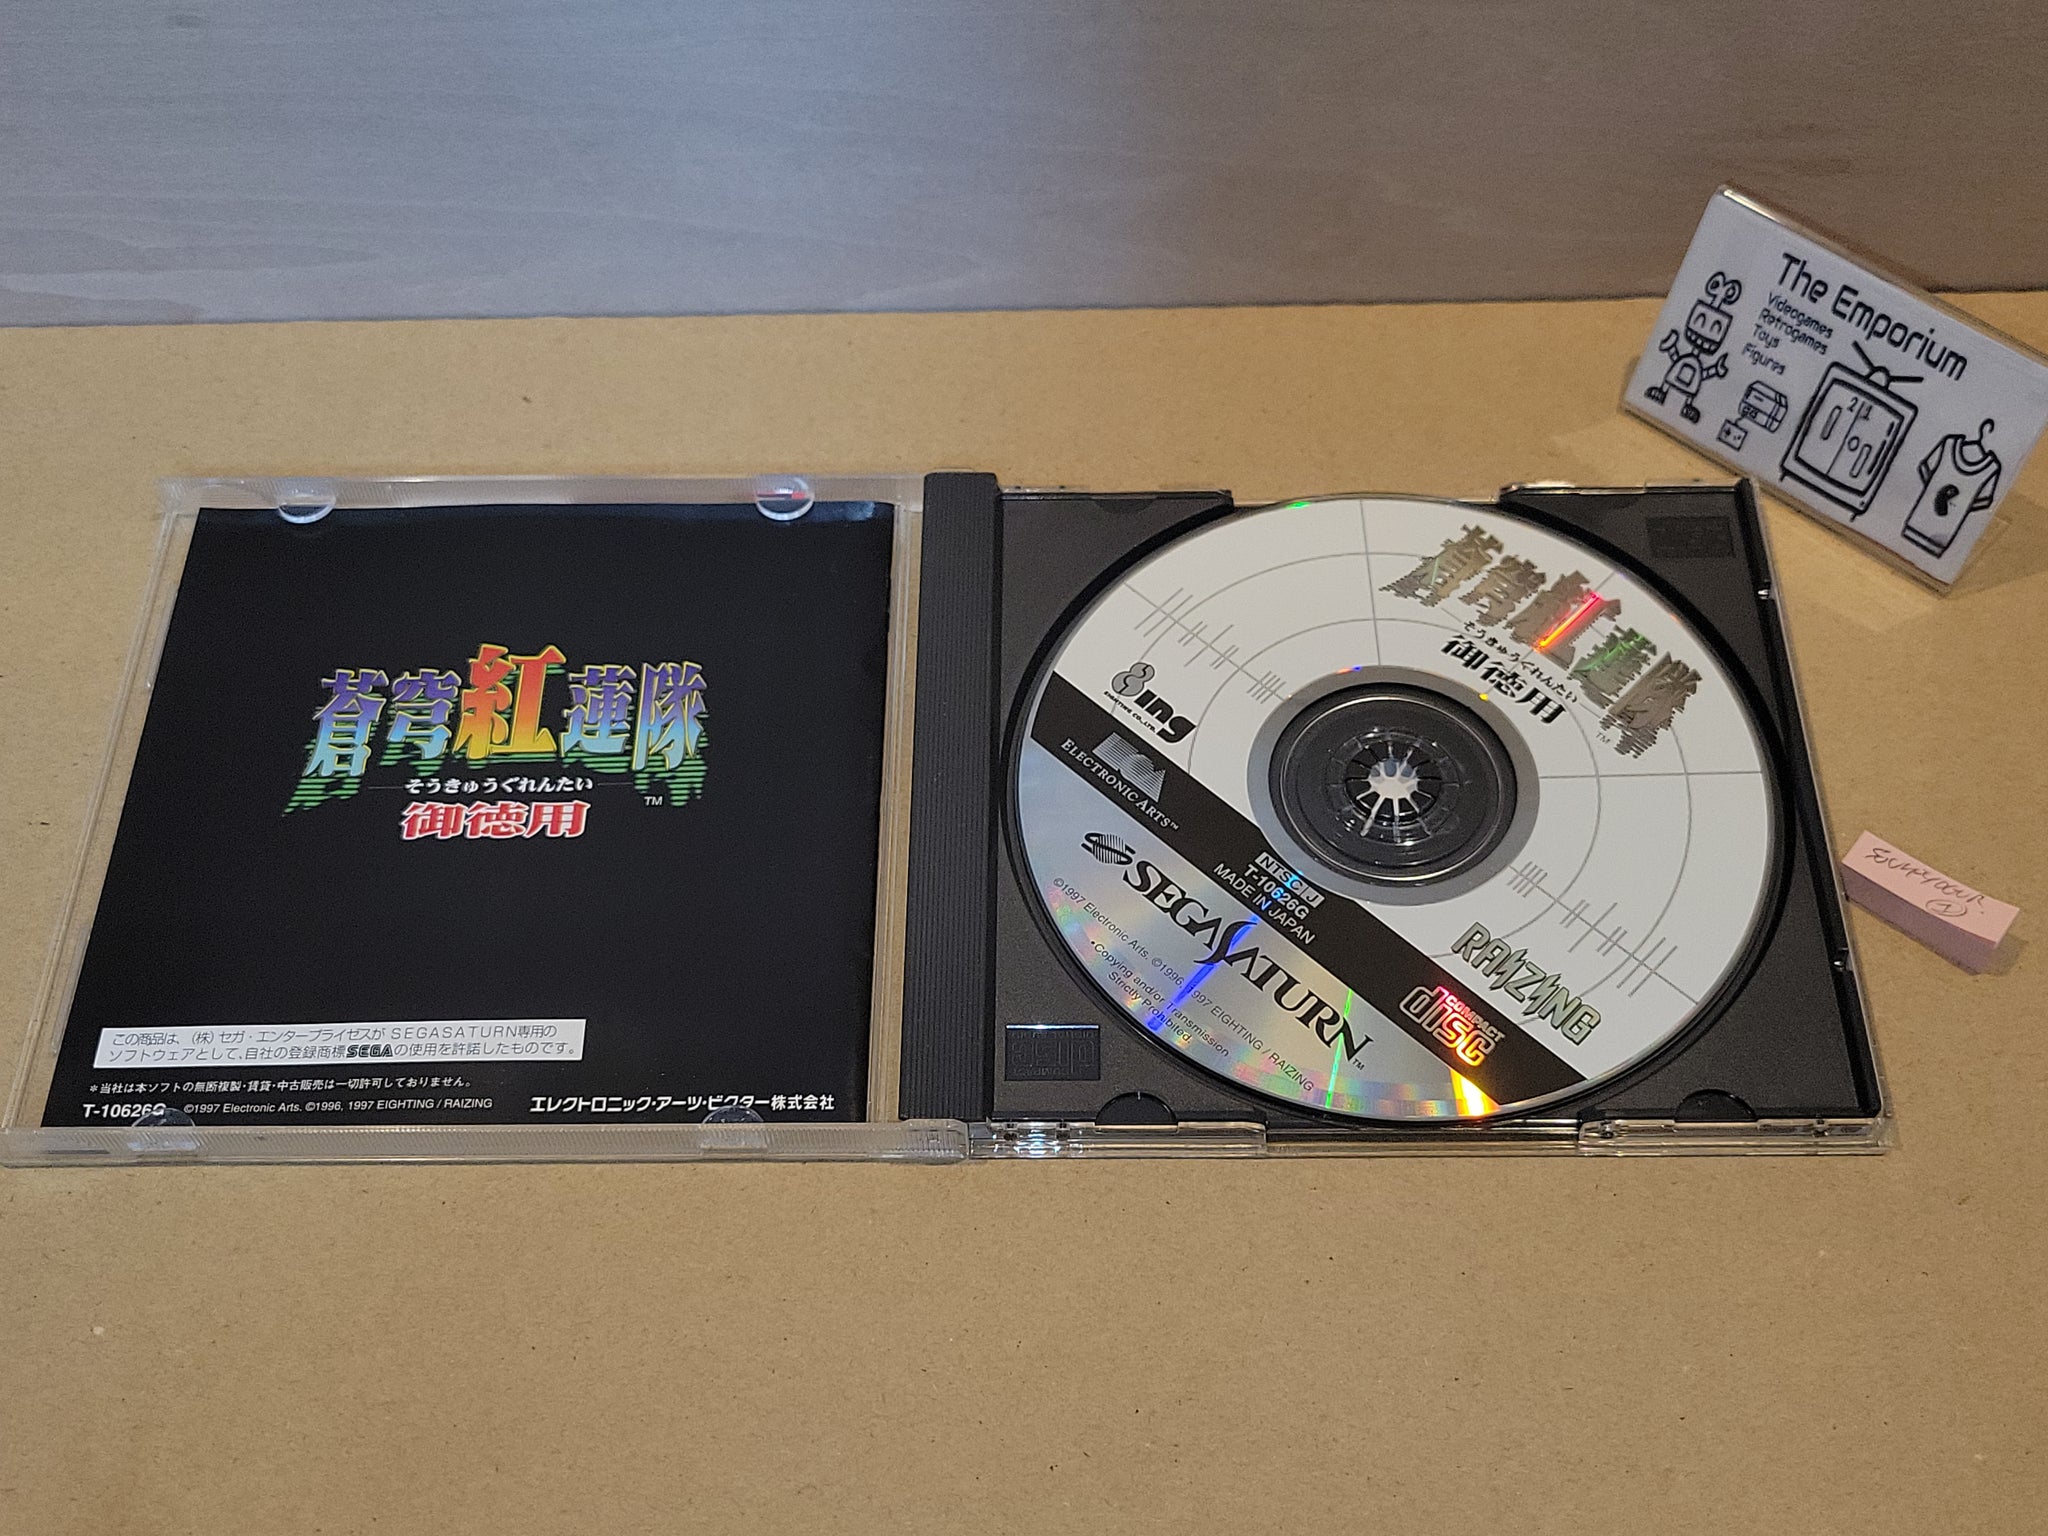 The Emporium
Videogames
Retrogames
Toys
Figures
2 1
蒼穹紅蓮隊
そうきゅうぐれんたい
TM
御徳用
この商品は、(株)セガ・エンタープライゼスがSEGASATURN専用の
ソフトウェアとして、自社の登録商標SEGAの使用を許諾したものです。
＊当社は本ソフトの無断複製・賃貸・中古販売は一切許可しておりません。
T-10626G ©1997 Electronic Arts. ©1996, 1997 EIGHTING / RAIZING エレクトロニック・アーツ・ビクター株式会社
蒼穹紅蓮隊
そうきゅうぐれんたい
TM
御徳用
8ing
EIGHTING CO.,LTD.
ELECTRONIC ARTS™
NTSC J
T-10626G
MADE IN JAPAN
SEGA SATURN™
©1997 Electronic Arts. ©1996, 1997 EIGHTING / RAIZING
•Copying and/or Transmission
Strictly Prohibited.
RAIZING
COMPACT
disc